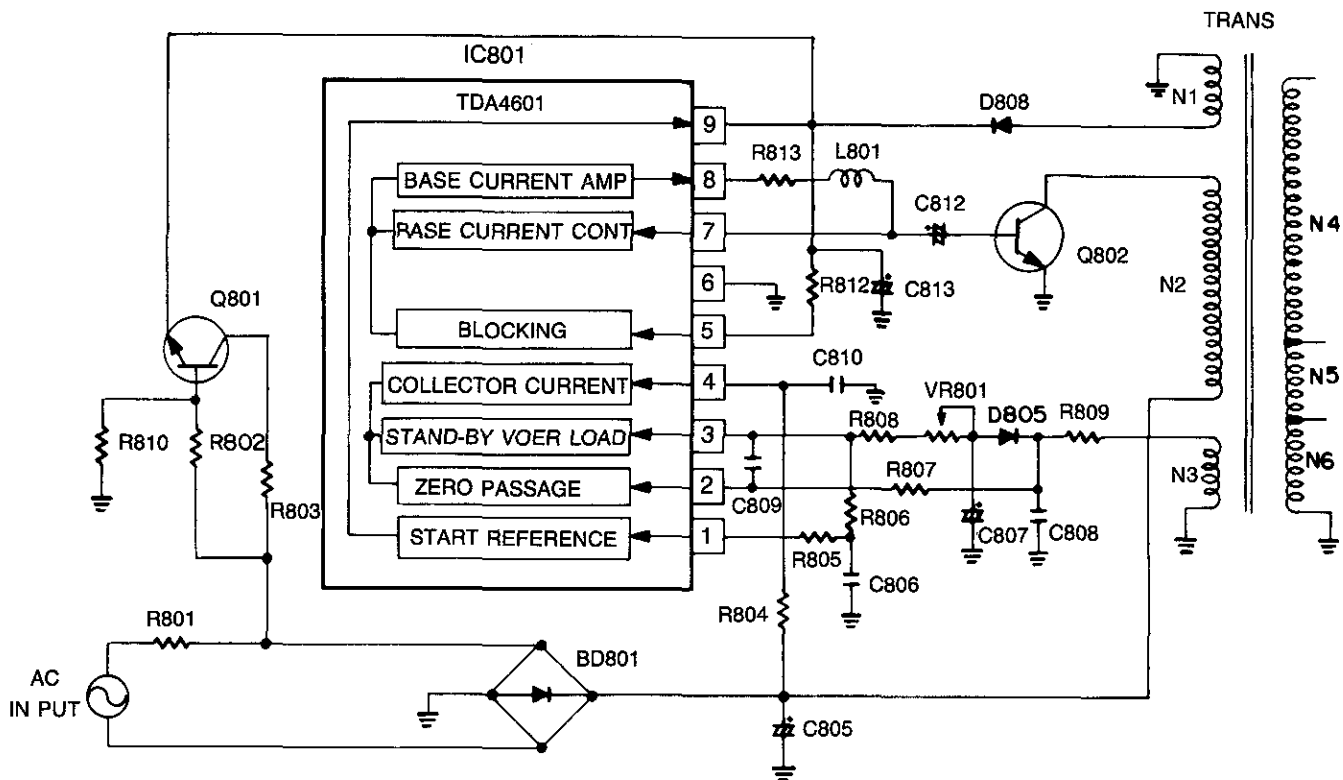 TRANS
IC801
TDA4601
N1
D808
9
R813
L801
BASE CURRENT AMP
8
C812
RASE CURRENT CONT
7
N4
Q802
6
N2
R812
C813
Q801
BLOCKING
5
C810
COLLECTOR CURRENT
4
VR801
N5
R808
D805
R809
R810
R802
STAND-BY VOER LOAD
3
R807
N6
N3
ZERO PASSAGE
2
C809
R803
R806
C807
C808
START REFERENCE
1
R805
C806
R804
R801
BD801
AC
IN PUT
C805